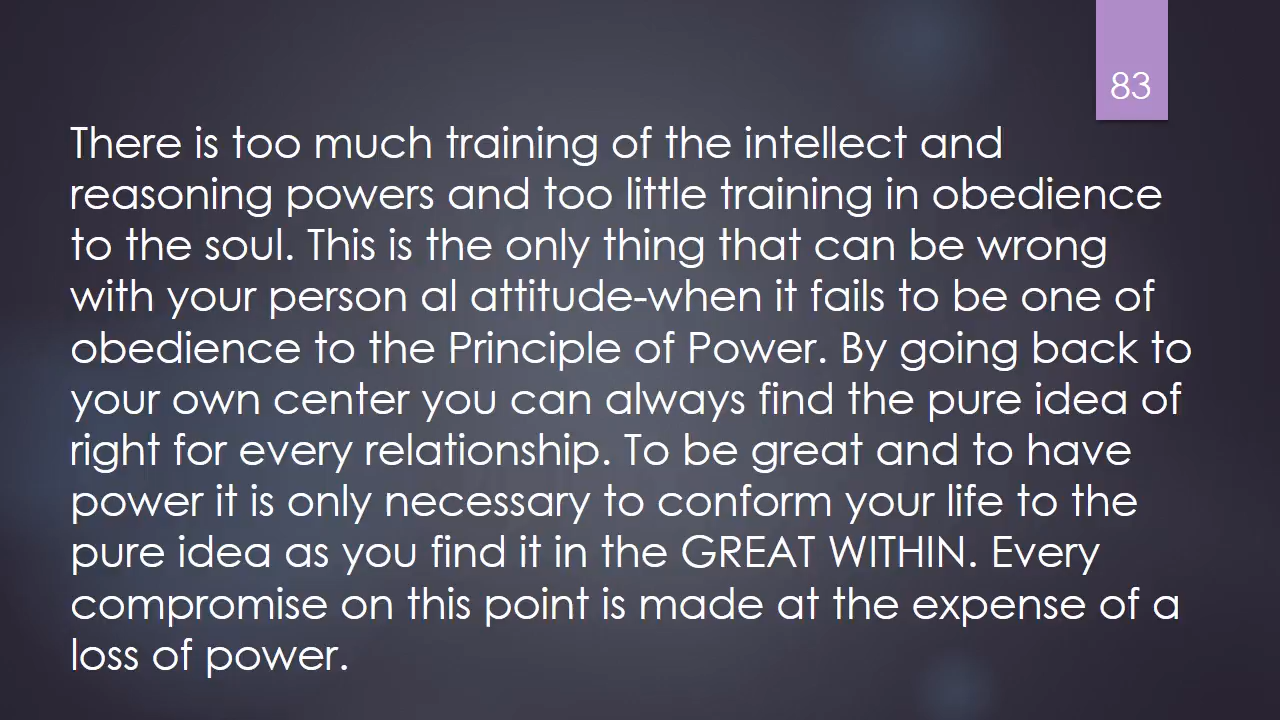 83
There is too much training of the intellect and
reasoning powers and too little training in obedience
to the soul. This is the only thing that can be wrong
with your person al attitude-when it fails to be one of
obedience to the Principle of Power. By going back to
your own center you can always find the pure idea of
right for every relationship. To be great and to have
power it is only necessary to conform your life to the
pure idea as you find it in the GREAT WITHIN. Every
compromise on this point is made at the expense of a
loss of power.